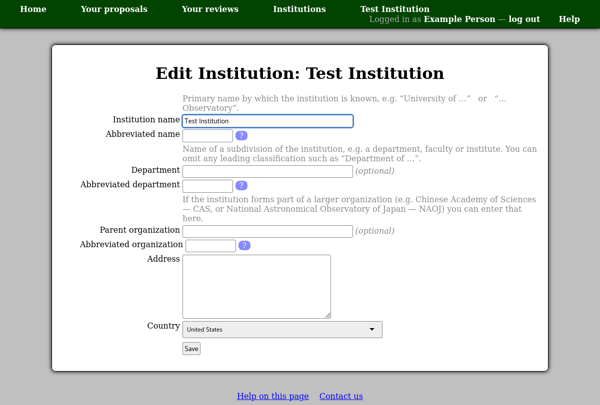 Home Your proposals Your reviews Institutions Test Institution
Logged in as Example Person — log out Help
Edit Institution: Test Institution
Primary name by which the institution is known, e.g. “University of …” or “…
Observatory”.
Institution name Test Institution
Abbreviated name ?
Name of a subdivision of the institution, e.g. a department, faculty or institute. You can
omit any leading classification such as “Department of …”.
Department (optional)
Abbreviated department ?
If the institution forms part of a larger organization (e.g. Chinese Academy of Sciences
— CAS, or National Astronomical Observatory of Japan — NAOJ) you can enter that
here.
Parent organization (optional)
Abbreviated organization ?
Address
Country United States
Save
Help on this page Contact us